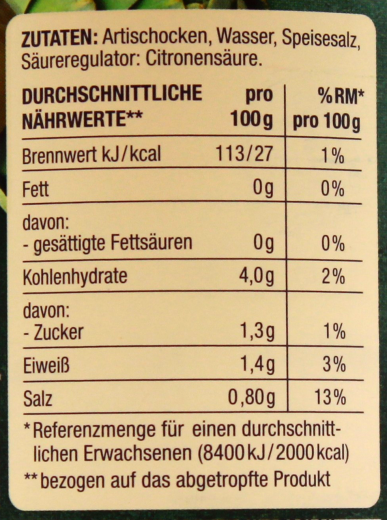 ZUTATEN: Artischocken, Wasser, Speisesalz,
Säureregulator: Citronensäure.
DURCHSCHNITTLICHE pro %RM*
NÄHRWERTE** 100g pro 100g
Brennwert kJ/kcal 113/27 1%
Fett 0g 0%
davon:
- gesättigte Fettsäuren 0g 0%
Kohlenhydrate 4,0g 2%
davon:
- Zucker 1,3g 1%
Eiweiß 1,4g 3%
Salz 0,80g 13%
*Referenzmenge für einen durchschnitt-
lichen Erwachsenen (8400kJ/2000kcal)
**bezogen auf das abgetropfte Produkt